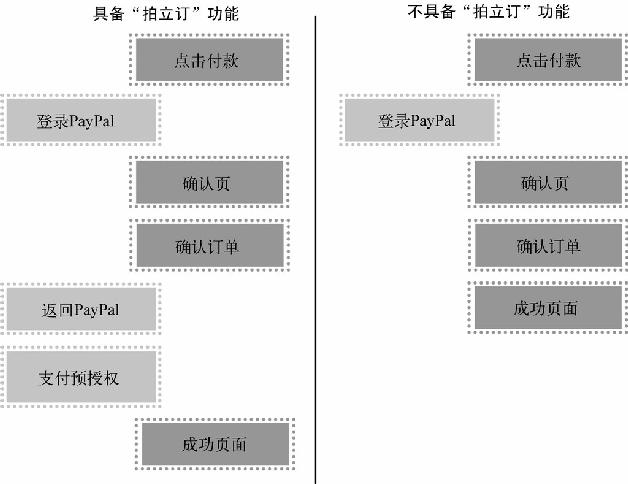 具备“拍立订”功能
点击付款
登录PayPal
确认页
确认订单
返回PayPal
支付预授权
成功页面
不具备“拍立订”功能
点击付款
登录PayPal
确认页
确认订单
成功页面